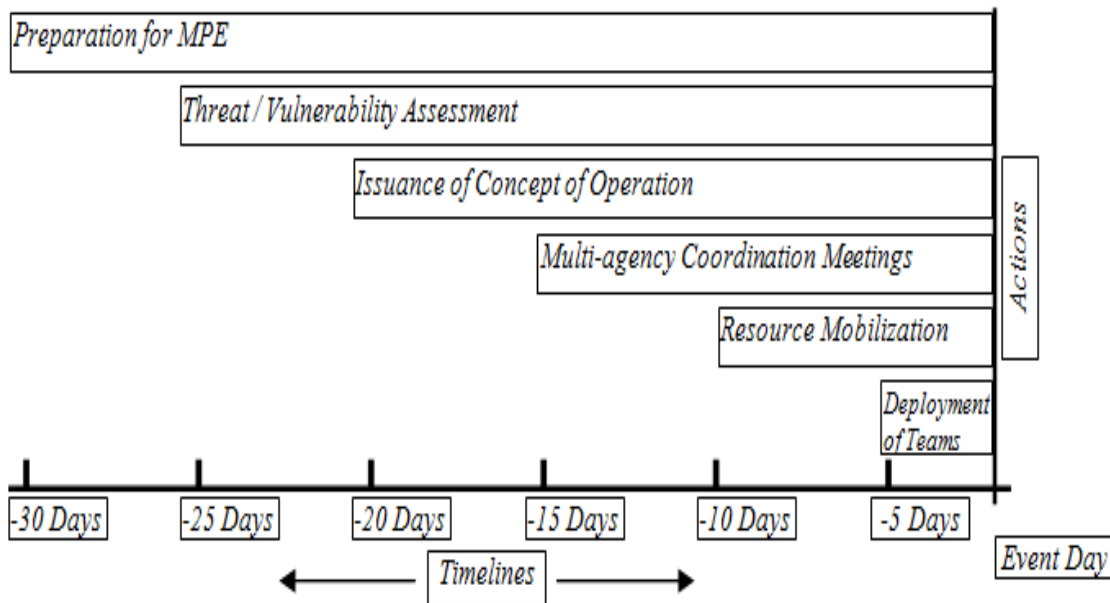 Preparation for MPE
Threat / Vulnerability Assessment
Issuance of Concept of Operation
Multi-agency Coordination Meetings
Actions
Resource Mobilization
Deployment
of Teams
-30 Days
-25 Days
-20 Days
-15 Days
-10 Days
-5 Days
Event Day
Timelines